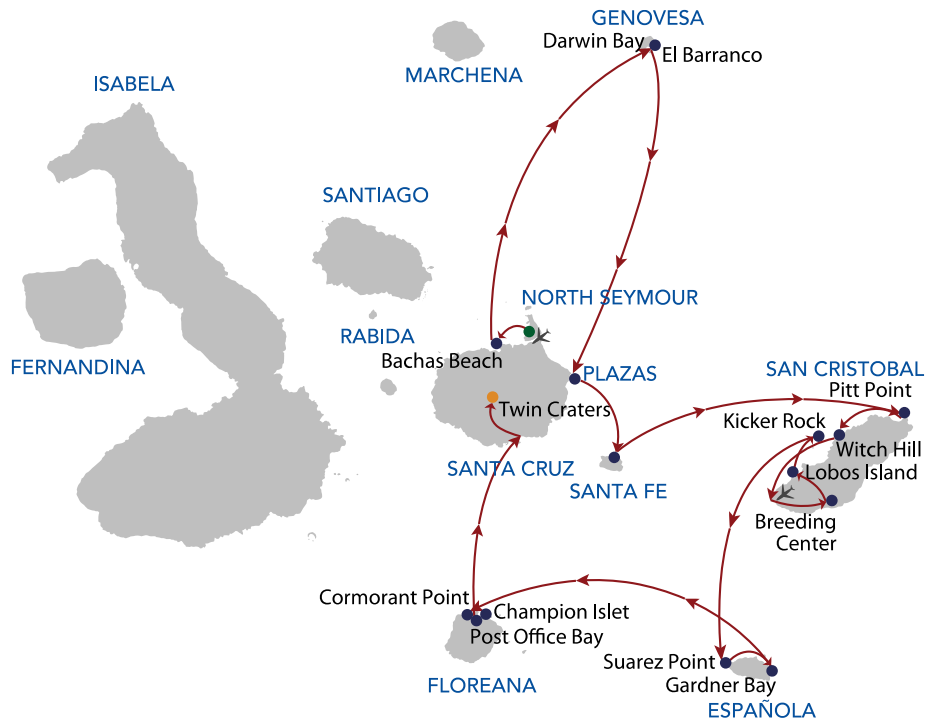 GENOVESA
Darwin Bay
El Barranco
MARCHENA
ISABELA
SANTIAGO
NORTH SEYMOUR
RABIDA
Bachas Beach
FERNANDINA
PLAZAS
SAN CRISTOBAL
Pitt Point
Twin Craters
Kicker Rock
Witch Hill
SANTA CRUZ
Lobos Island
SANTA FE
Breeding
Center
Cormorant Point
Champion Islet
Post Office Bay
Suarez Point
Gardner Bay
FLOREANA
ESPAÑOLA